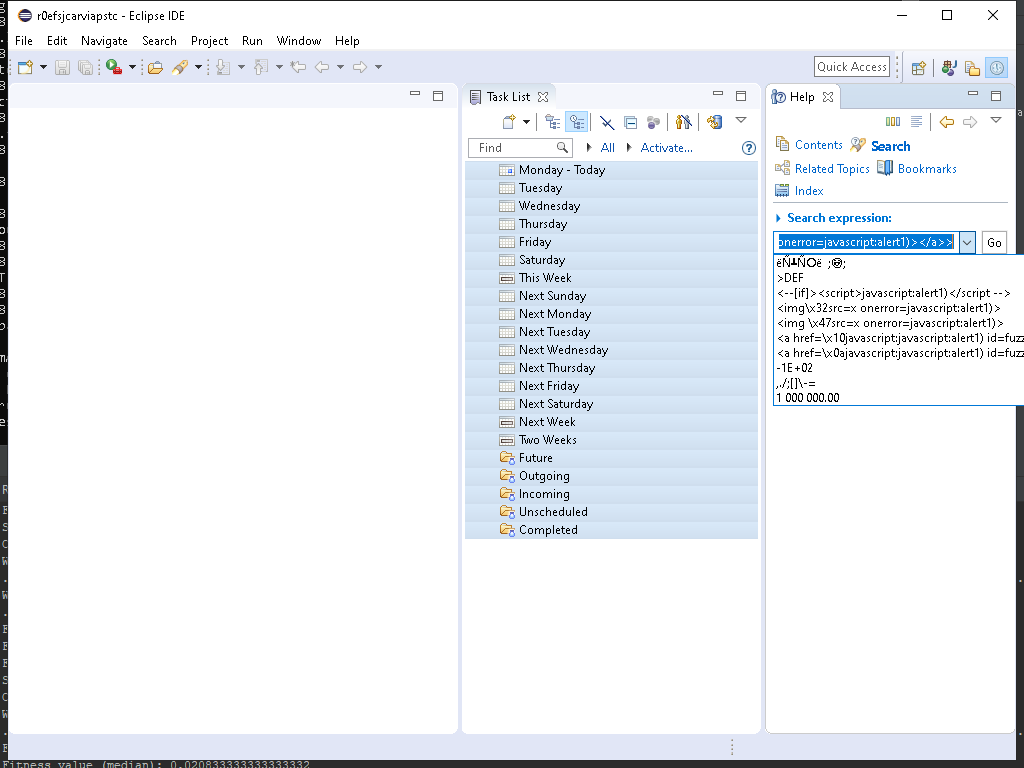 r0efsjcarviapstc - Eclipse IDE
File Edit Navigate Search Project Run Window Help
Quick Access
Task List
Help
Contents Search
Related Topics Bookmarks
Index
Search expression:
onerror=javascript:alert1)></a>>
Go
>DEF
<--[if]><script>javascript:alert1)</script -->
<img\x32src=x onerror=javascript:alert1)>
<img \x47src=x onerror=javascript:alert1)>
<a href=\x10javascript:javascript:alert1) id=fuzz
<a href=\x0ajavascript:javascript:alert1) id=fuzz
-1E+02
,./;[]\-=
1 000 000.00
Find All Activate...
Monday - Today
Tuesday
Wednesday
Thursday
Friday
Saturday
This Week
Next Sunday
Next Monday
Next Tuesday
Next Wednesday
Next Thursday
Next Friday
Next Saturday
Next Week
Two Weeks
Future
Outgoing
Incoming
Unscheduled
Completed
Fitness value (median): 0.020833333333333332